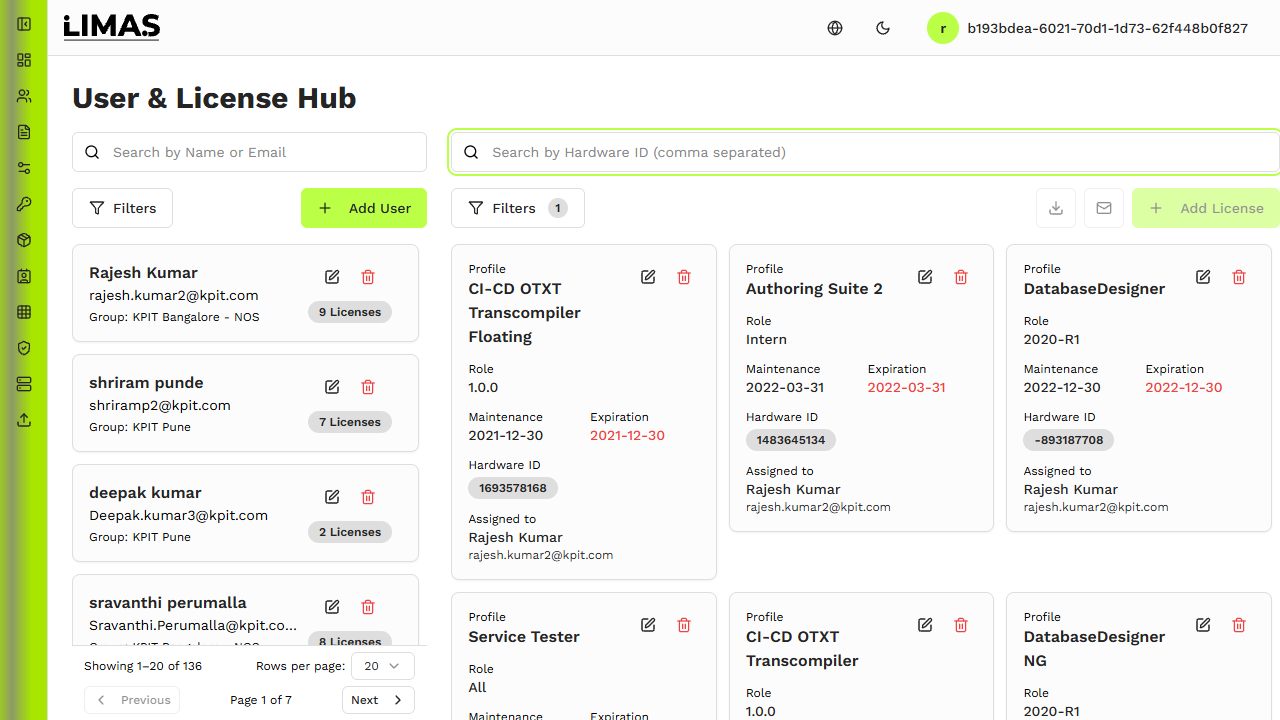 LIMAS
r
b193bdea-6021-70d1-1d73-62f448b0f827
User & License Hub
Search by Name or Email
Filters
Add User
Rajesh Kumar
rajesh.kumar2@kpit.com
Group: KPIT Bangalore - NOS
9 Licenses
shriram punde
shriramp2@kpit.com
Group: KPIT Pune
7 Licenses
deepak kumar
Deepak.kumar3@kpit.com
Group: KPIT Pune
2 Licenses
sravanthi perumalla
Sravanthi.Perumalla@kpit.co...
8 Licenses
Showing 1–20 of 136
Rows per page:
20
Previous
Page 1 of 7
Next
Search by Hardware ID (comma separated)
Filters
1
Add License
Profile
CI-CD OTXT
Transcompiler
Floating
Role
1.0.0
Maintenance
2021-12-30
Expiration
2021-12-30
Hardware ID
1693578168
Assigned to
Rajesh Kumar
rajesh.kumar2@kpit.com
Profile
Authoring Suite 2
Role
Intern
Maintenance
2022-03-31
Expiration
2022-03-31
Hardware ID
1483645134
Assigned to
Rajesh Kumar
rajesh.kumar2@kpit.com
Profile
DatabaseDesigner
Role
2020-R1
Maintenance
2022-12-30
Expiration
2022-12-30
Hardware ID
-893187708
Assigned to
Rajesh Kumar
rajesh.kumar2@kpit.com
Profile
Service Tester
Role
All
Maintenance
Expiration
Profile
CI-CD OTXT
Transcompiler
Role
1.0.0
Profile
DatabaseDesigner
NG
Role
2020-R1